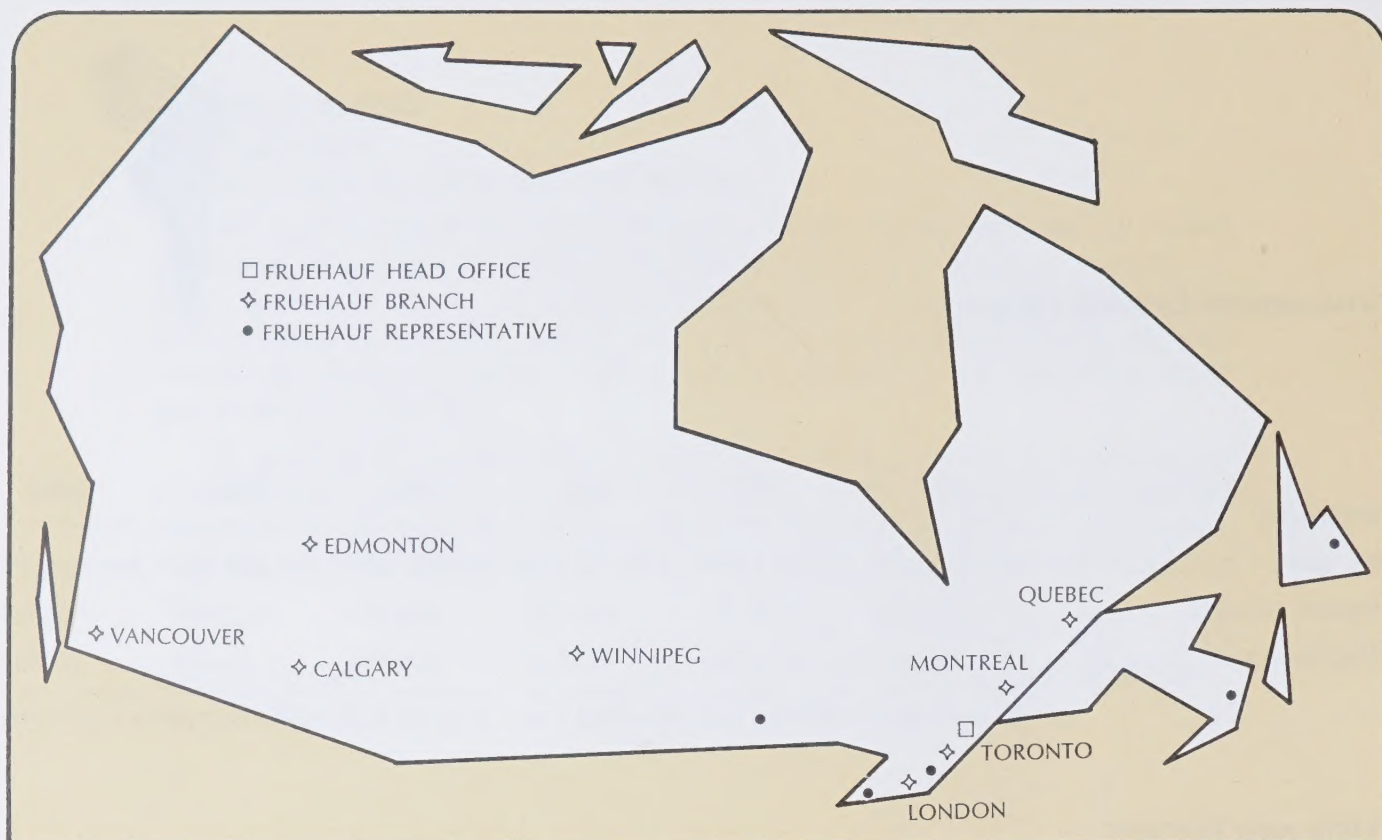 □ FRUEHAUF HEAD OFFICE
✧ FRUEHAUF BRANCH
● FRUEHAUF REPRESENTATIVE
EDMONTON
QUEBEC
VANCOUVER
CALGARY
WINNIPEG
MONTREAL
TORONTO
LONDON